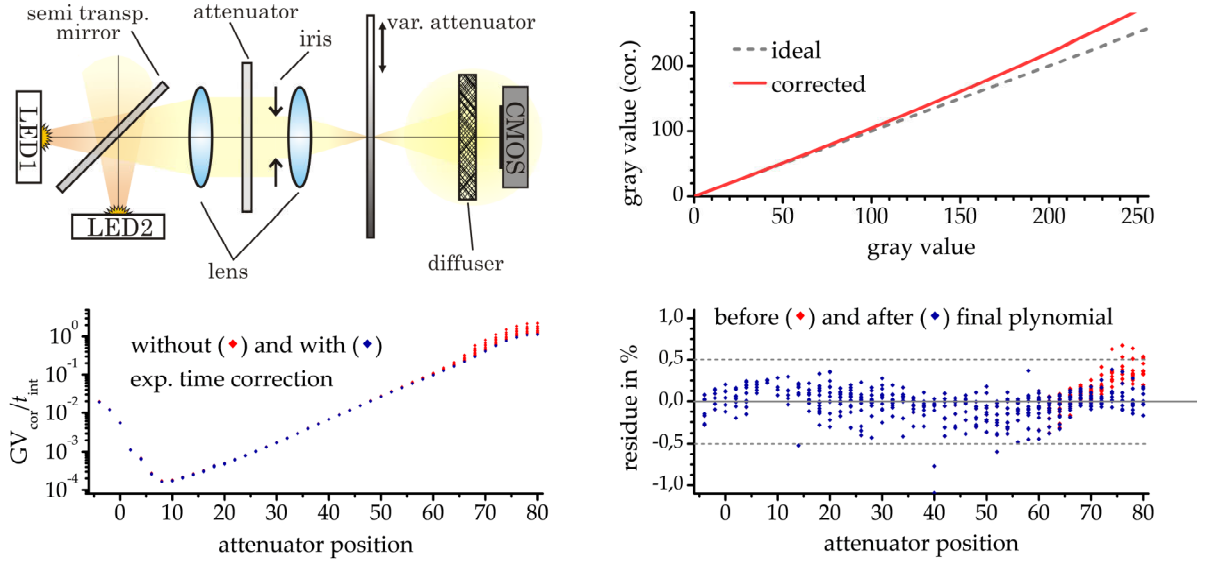 semi transp.
mirror
attenuator
iris
var. attenuator
LED1
LED2
lens
CMOS
diffuser
gray value (cor.)
200
100
0
ideal
corrected
0 50 100 150 200 250
gray value
GV cor/t int
10^0
10^-1
10^-2
10^-3
10^-4
without (♦) and with (♦)
exp. time correction
0 10 20 30 40 50 60 70 80
attenuator position
residue in %
1,0
0,5
0,0
-0,5
-1,0
before (♦) and after (♦) final plynomial
0 10 20 30 40 50 60 70 80
attenuator position